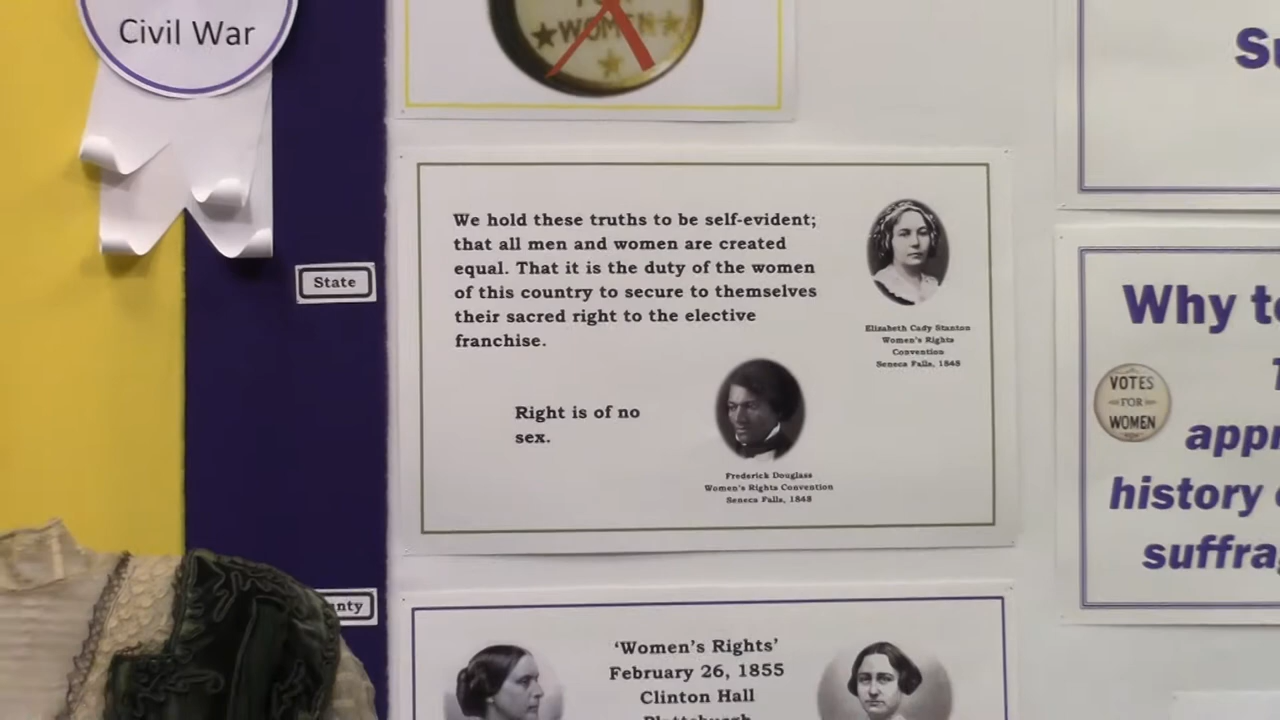 Civil War
WOMEN
We hold these truths to be self-evident;
that all men and women are created
equal. That it is the duty of the women
of this country to secure to themselves
their sacred right to the elective
franchise.
Elizabeth Cady Stanton
Women's Rights
Convention
Seneca Falls, 1848
Right is of no
sex.
Frederick Douglass
Women's Rights Convention
Seneca Falls, 1848
State
nty
'Women's Rights'
February 26, 1855
Clinton Hall
Su
Why to
VOTES
FOR
WOMEN
appr
history
suffra